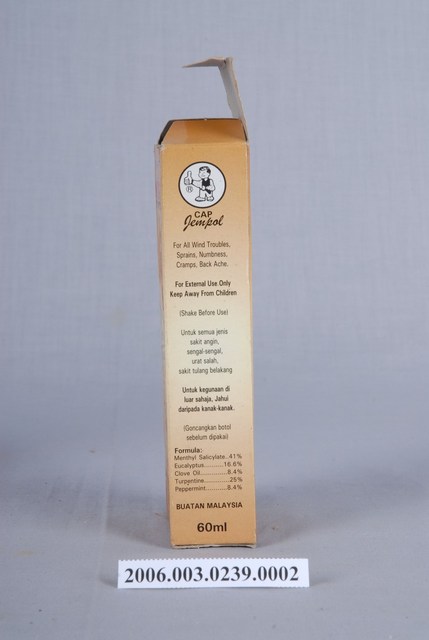 CAP
Jempol
For All Wind Troubles,
Sprains, Numbness,
Cramps, Back Ache.
For External Use Only
Keep Away From Children
(Shake Before Use)
Untuk semua jenis
sakit angin,
sengal-sengal,
urat salah,
sakit tulang belakang
Untuk kegunaan di
luar sahaja, Jahui
daripada kanak-kanak.
(Goncangkan botol
sebelum dipakai)
Formula:
Menthyl Salicylate..41%
Eucalyptus..........16.6%
Clove Oil..............8.4%
Turpentine............25%
Peppermint...........8.4%
BUATAN MALAYSIA
60ml
2006.003.0239.0002